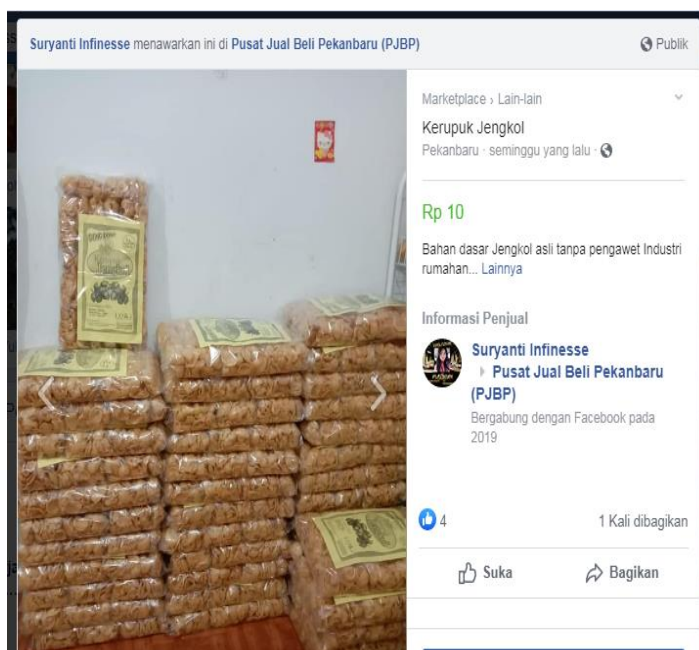 Suryanti Infinesse menawarkan ini di Pusat Jual Beli Pekanbaru (PJBP)
Publik
Marketplace › Lain-lain
Kerupuk Jengkol
Pekanbaru · seminggu yang lalu ·
Rp 10
Bahan dasar Jengkol asli tanpa pengawet Industri
rumahan... Lainnya
Informasi Penjual
Suryanti Infinesse
Pusat Jual Beli Pekanbaru
(PJBP)
Bergabung dengan Facebook pada
2019
4
1 Kali dibagikan
Suka
Bagikan